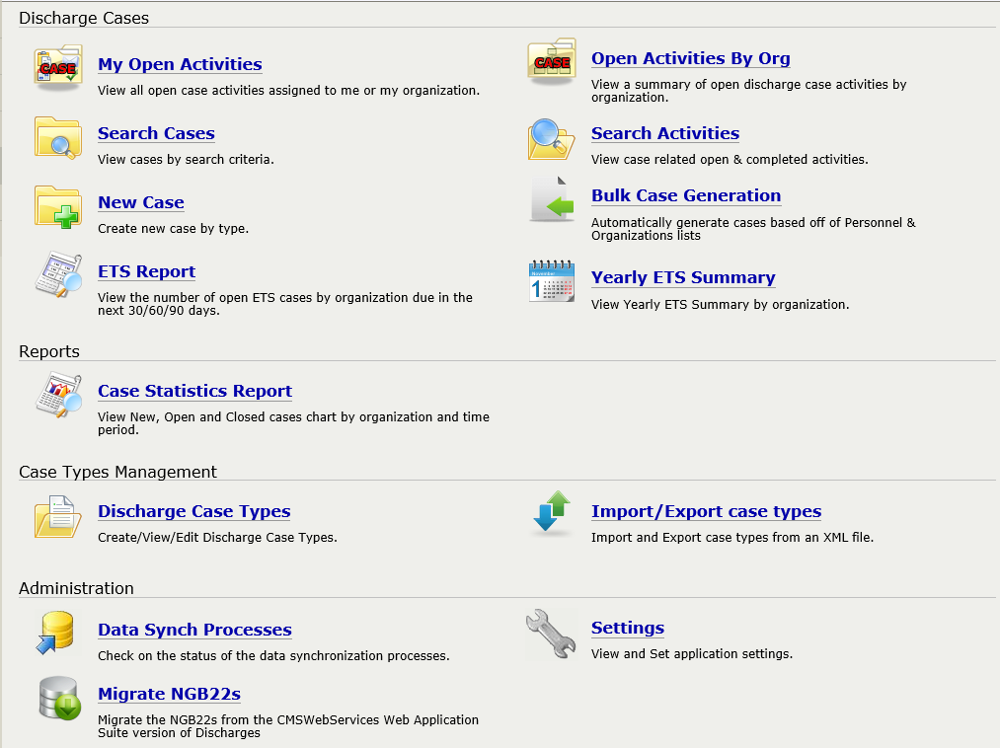 Discharge Cases
CASE
My Open Activities
View all open case activities assigned to me or my organization.
CASE
Open Activities By Org
View a summary of open discharge case activities by
organization.
Search Cases
View cases by search criteria.
Search Activities
View case related open & completed activities.
New Case
Create new case by type.
Bulk Case Generation
Automatically generate cases based off of Personnel &
Organizations lists
ETS Report
View the number of open ETS cases by organization due in the
next 30/60/90 days.
November
1
Yearly ETS Summary
View Yearly ETS Summary by organization.
Reports
Case Statistics Report
View New, Open and Closed cases chart by organization and time
period.
Case Types Management
Discharge Case Types
Create/View/Edit Discharge Case Types.
Import/Export case types
Import and Export case types from an XML file.
Administration
Data Synch Processes
Check on the status of the data synchronization processes.
Settings
View and Set application settings.
Migrate NGB22s
Migrate the NGB22s from the CMSWebServices Web Application
Suite version of Discharges